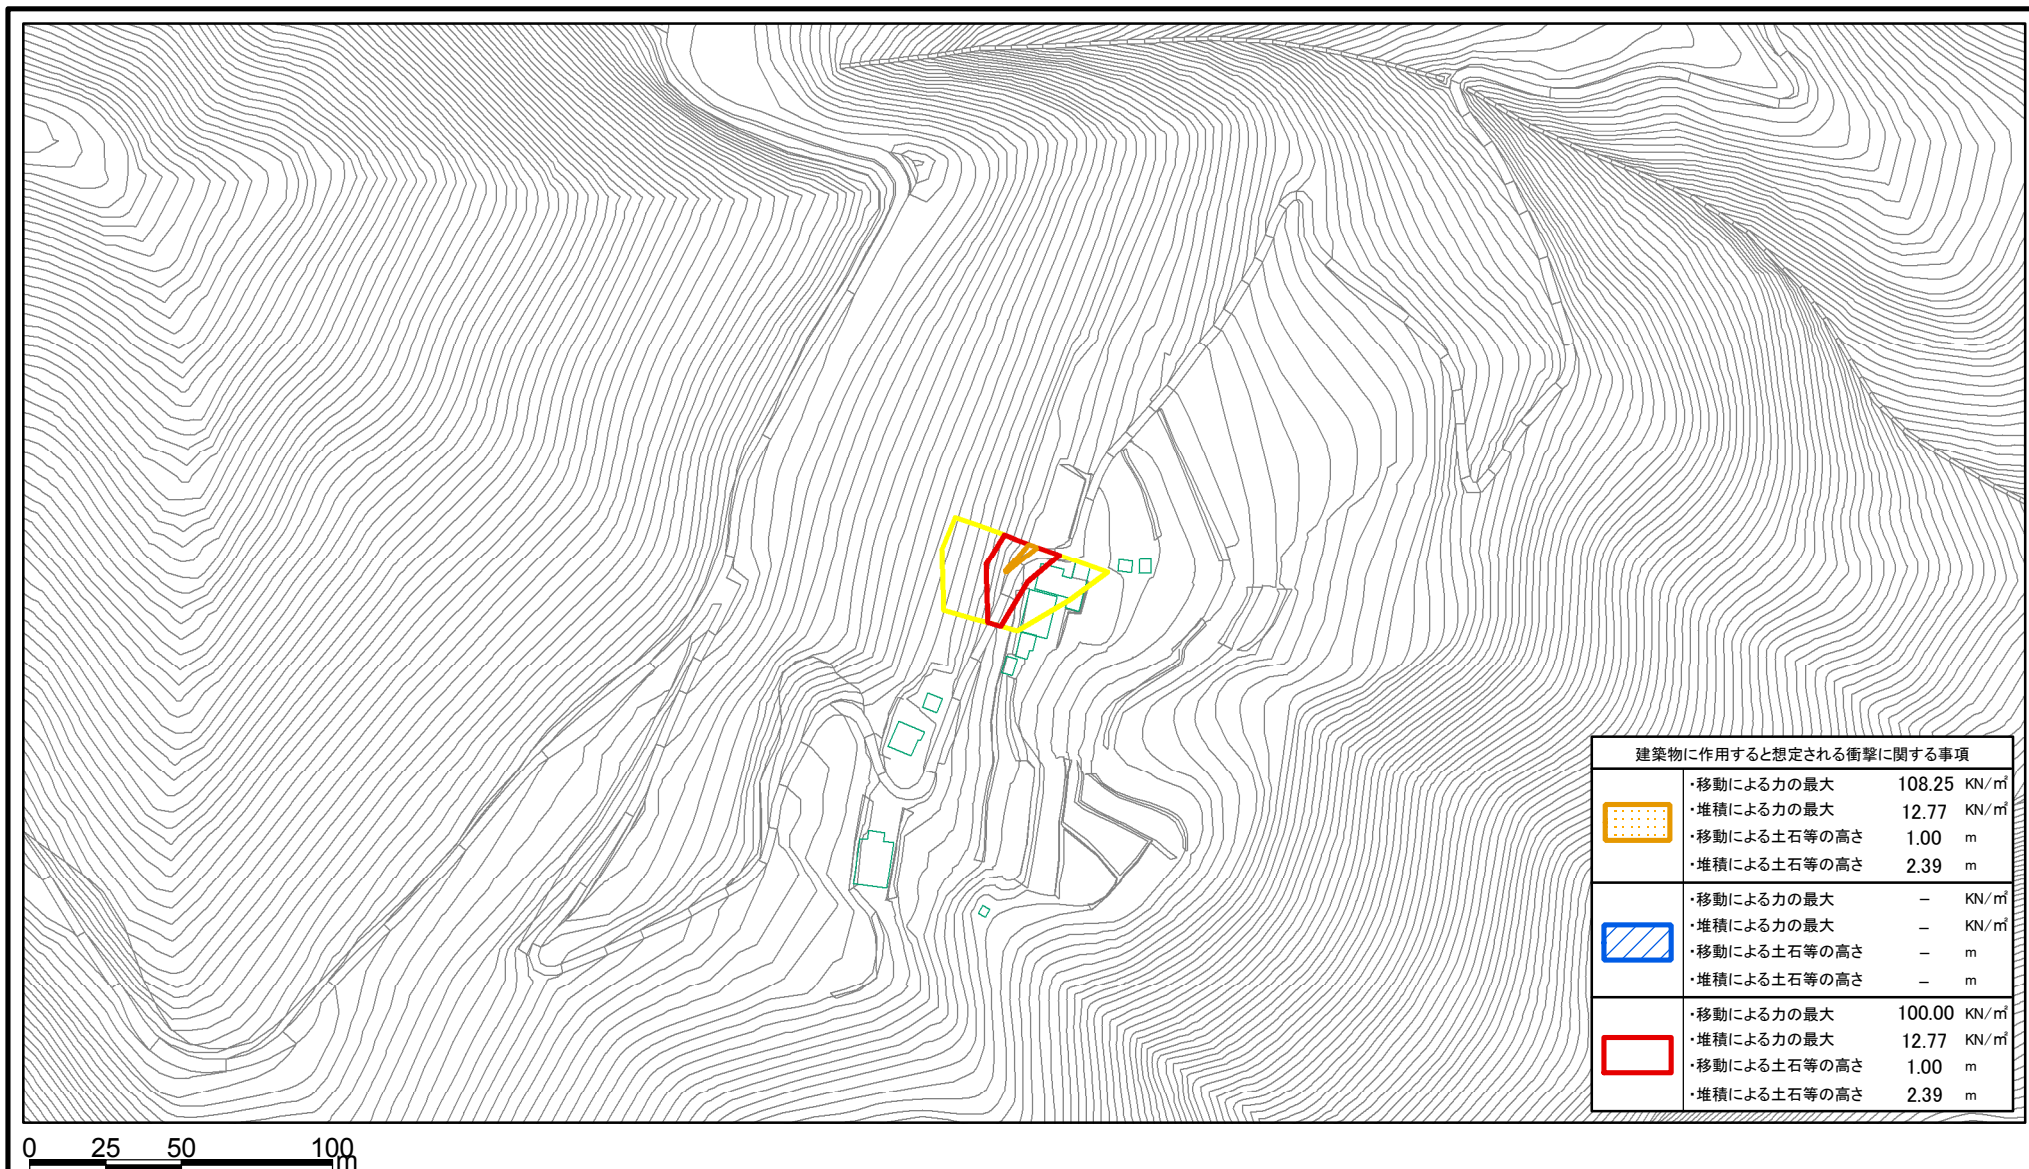 建築物に作用すると想定される衝撃に関する事項
・移動による力の最大 108.25 KN/㎡
・堆積による力の最大 12.77 KN/㎡
・移動による土石等の高さ 1.00 m
・堆積による土石等の高さ 2.39 m
・移動による力の最大 － KN/㎡
・堆積による力の最大 － KN/㎡
・移動による土石等の高さ － m
・堆積による土石等の高さ － m
・移動による力の最大 100.00 KN/㎡
・堆積による力の最大 12.77 KN/㎡
・移動による土石等の高さ 1.00 m
・堆積による土石等の高さ 2.39 m
0 25 50 100
m